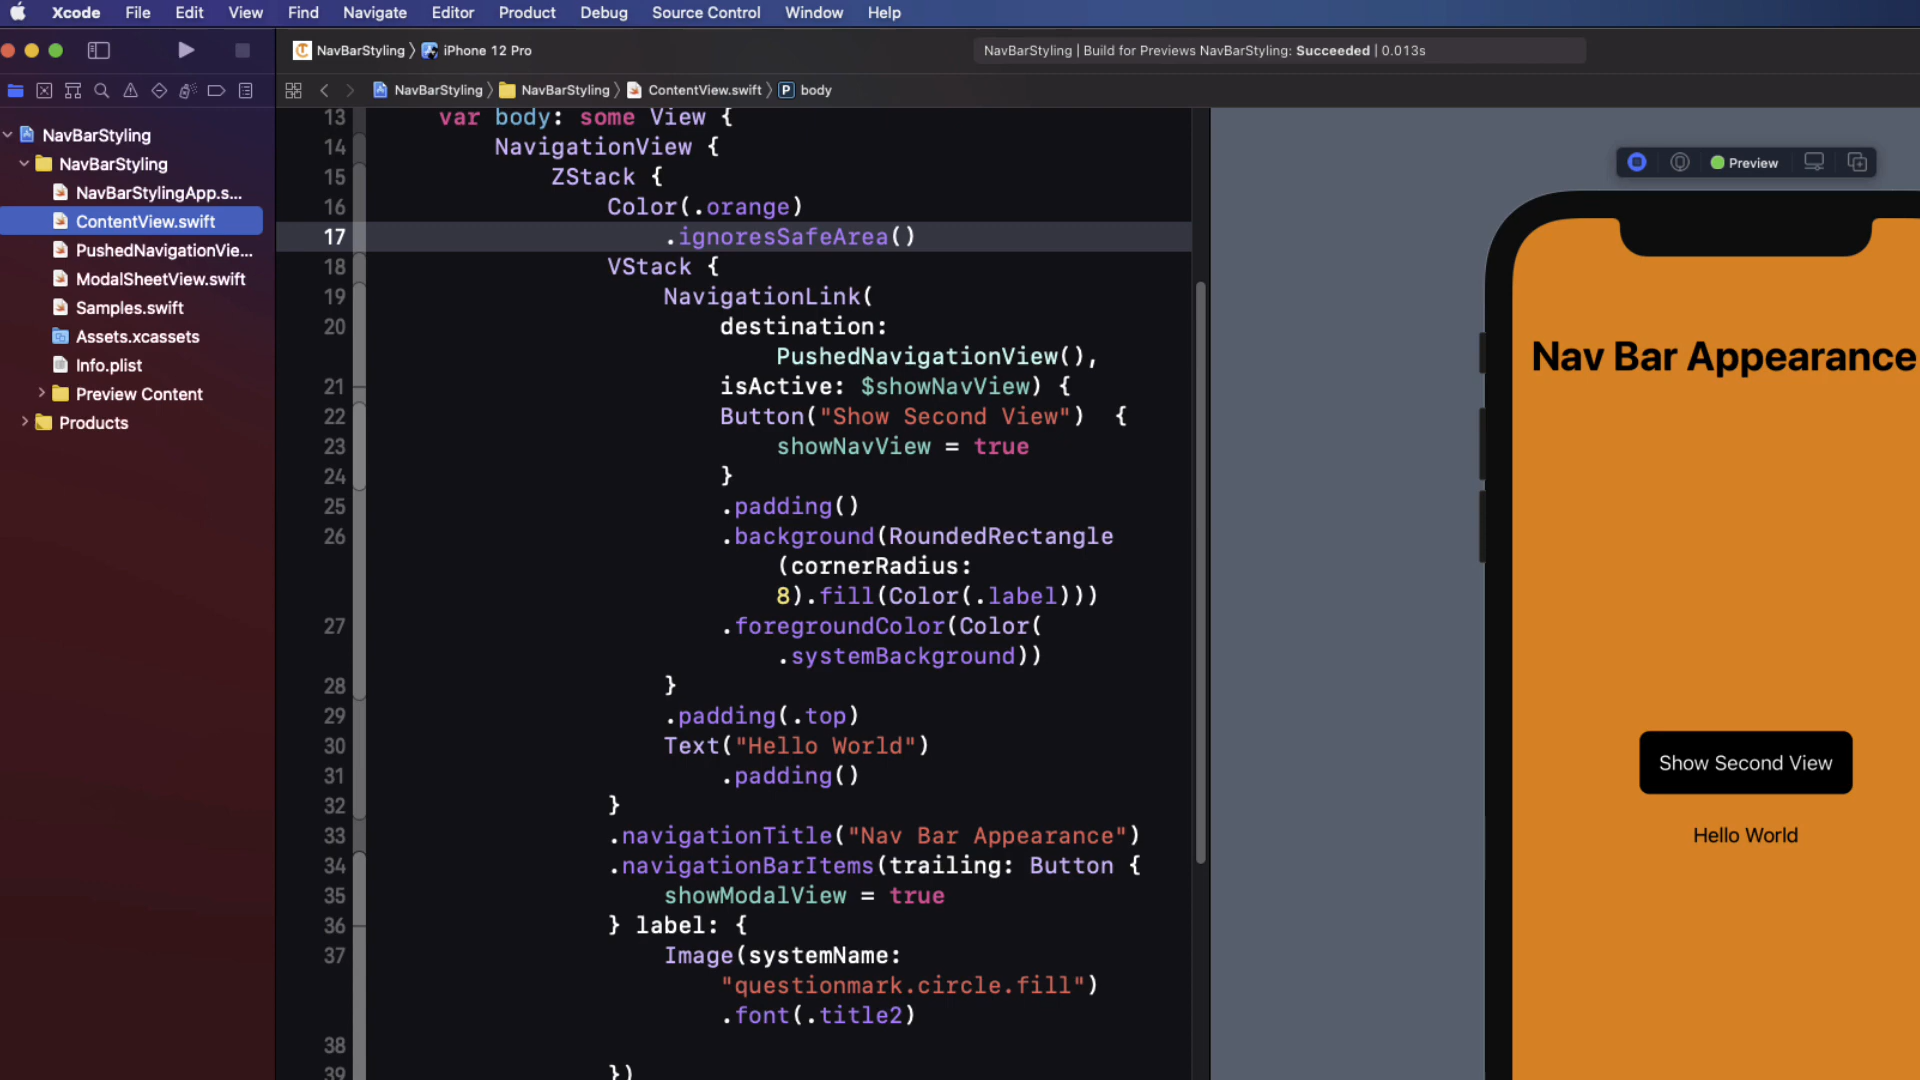 Xcode File Edit View Find Navigate Editor Product Debug Source Control Window Help
NavBarStyling iPhone 12 Pro
NavBarStyling | Build for Previews NavBarStyling: Succeeded | 0.013s
NavBarStyling NavBarStyling ContentView.swift P body
NavBarStyling
NavBarStyling
NavBarStylingApp.s...
ContentView.swift
PushedNavigationVie...
ModalSheetView.swift
Samples.swift
Assets.xcassets
Info.plist
Preview Content
Products
13 var body: some View {
14 NavigationView {
15 ZStack {
16 Color(.orange)
17 .ignoresSafeArea()
18 VStack {
19 NavigationLink(
20 destination:
PushedNavigationView(),
21 isActive: $showNavView) {
22 Button("Show Second View") {
23 showNavView = true
24 }
25 .padding()
26 .background(RoundedRectangle
(cornerRadius:
8).fill(Color(.label)))
27 .foregroundColor(Color(
.systemBackground))
28 }
29 .padding(.top)
30 Text("Hello World")
31 .padding()
32 }
33 .navigationTitle("Nav Bar Appearance")
34 .navigationBarItems(trailing: Button {
35 showModalView = true
36 } label: {
37 Image(systemName:
"questionmark.circle.fill")
.font(.title2)
38
39 })
Preview
Nav Bar Appearance
Show Second View
Hello World